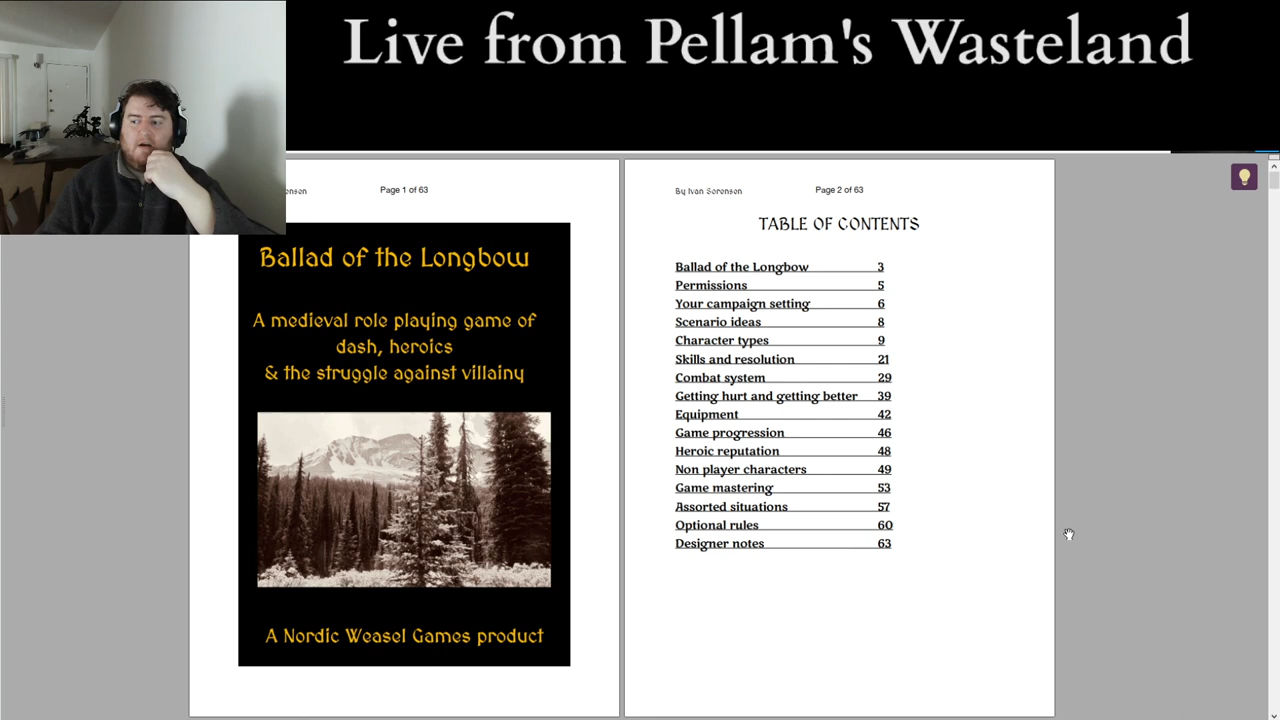 Live from Pellam's Wasteland
Page 1 of 63
Ballad of the Longbow
A medieval role playing game of
dash, heroics
& the struggle against villainy
A Nordic Weasel Games product
By Ivan Sorensen
Page 2 of 63
TABLE OF CONTENTS
Ballad of the Longbow 3
Permissions 5
Your campaign setting 6
Scenario ideas 8
Character types 9
Skills and resolution 21
Combat system 29
Getting hurt and getting better 39
Equipment 42
Game progression 46
Heroic reputation 48
Non player characters 49
Game mastering 53
Assorted situations 57
Optional rules 60
Designer notes 63